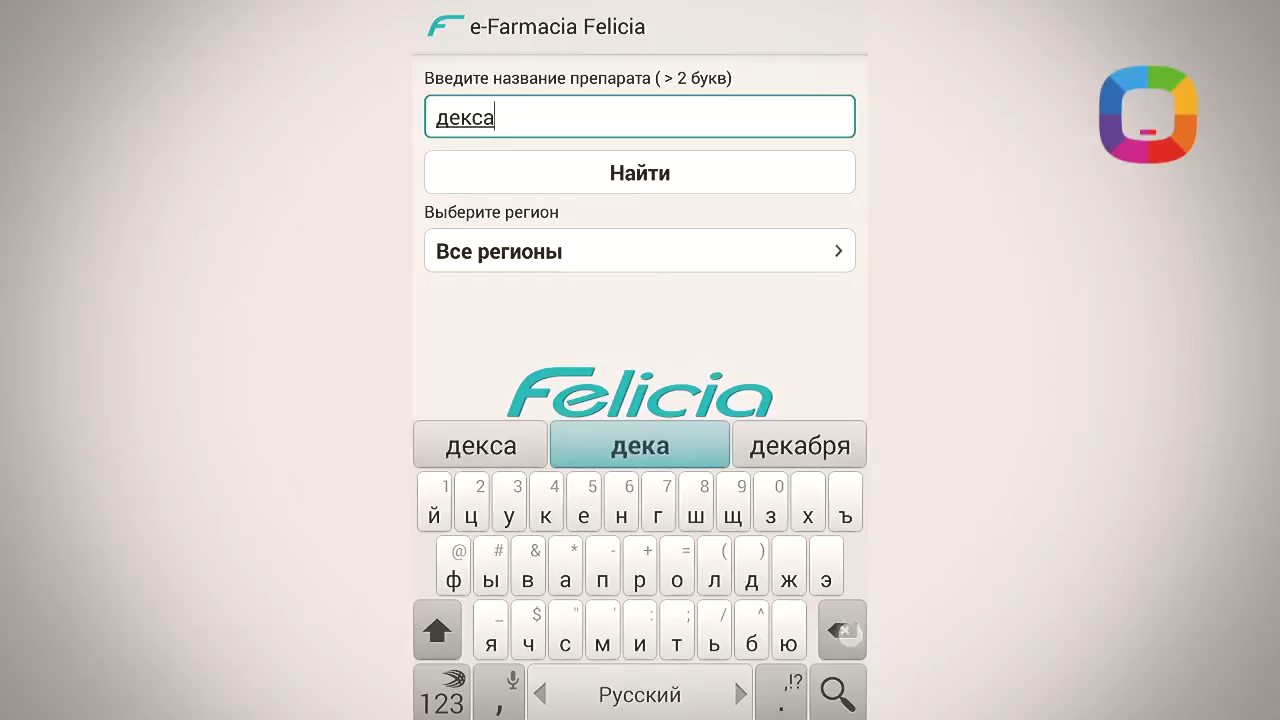 e-Farmacia Felicia
Введите название препарата ( > 2 букв)
декса
Найти
Выберите регион
Все регионы
Felicia
декса дека декабря
1 2 3 4 5 6 7 8 9 0
й ц у к е н г ш щ з х ъ
@ # & * - + = ( )
ф ы в а п р о л д ж э
_ $ " ' : ; / ^
я ч с м и т ь б ю
123 , Русский ,!? .